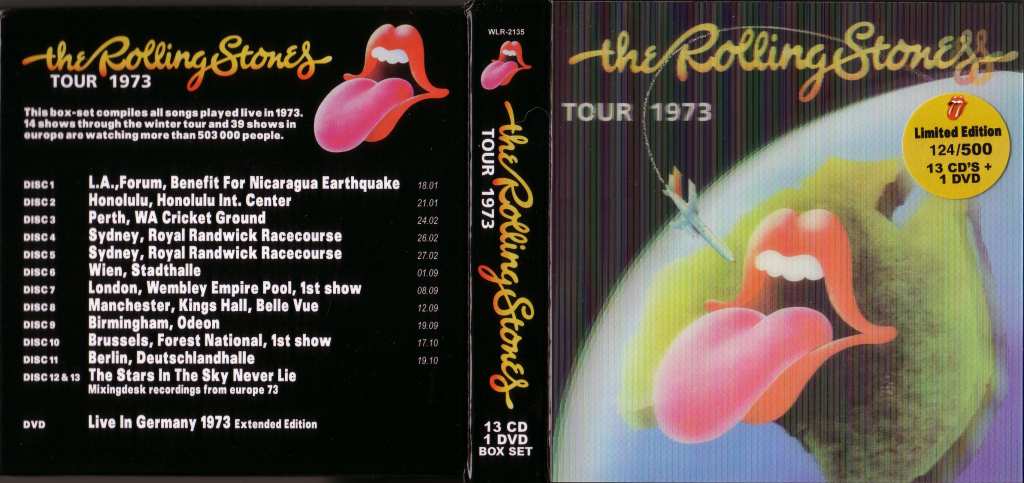 the Rolling Stones
TOUR 1973
This box-set compiles all songs played live in 1973.
14 shows through the winter tour and 39 shows in
europe are watching more than 503 000 people.
DISC 1 L.A.,Forum, Benefit For Nicaragua Earthquake 18.01
DISC 2 Honolulu, Honolulu Int. Center 21.01
DISC 3 Perth, WA Cricket Ground 24.02
DISC 4 Sydney, Royal Randwick Racecourse 26.02
DISC 5 Sydney, Royal Randwick Racecourse 27.02
DISC 6 Wien, Stadthalle 01.09
DISC 7 London, Wembley Empire Pool, 1st show 08.09
DISC 8 Manchester, Kings Hall, Belle Vue 12.09
DISC 9 Birmingham, Odeon 19.09
DISC 10 Brussels, Forest National, 1st show 17.10
DISC 11 Berlin, Deutschlandhalle 19.10
DISC 12 & 13 The Stars In The Sky Never Lie
Mixingdesk recordings from europe 73
DVD Live In Germany 1973 Extended Edition
WLR-2135
the Rolling Stones
TOUR 1973
13 CD
1 DVD
BOX SET
the Rolling Stones
TOUR 1973
Limited Edition
124/500
13 CD'S +
1 DVD